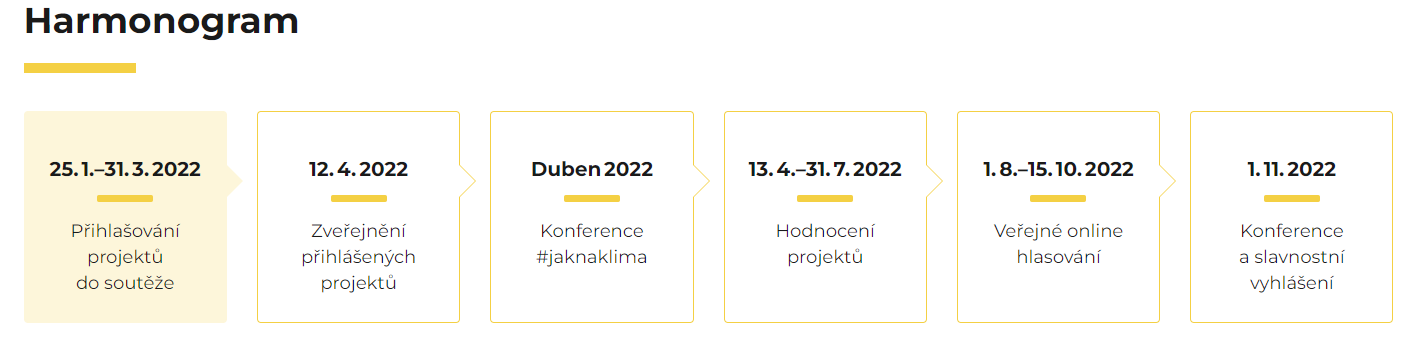 Harmonogram
25. 1.–31. 3. 2022
Přihlašování
projektů
do soutěže
12. 4. 2022
Zveřejnění
přihlášených
projektů
Duben 2022
Konference
#jaknaklima
13. 4.–31. 7. 2022
Hodnocení
projektů
1. 8.–15. 10. 2022
Veřejné online
hlasování
1. 11. 2022
Konference
a slavnostní
vyhlášení